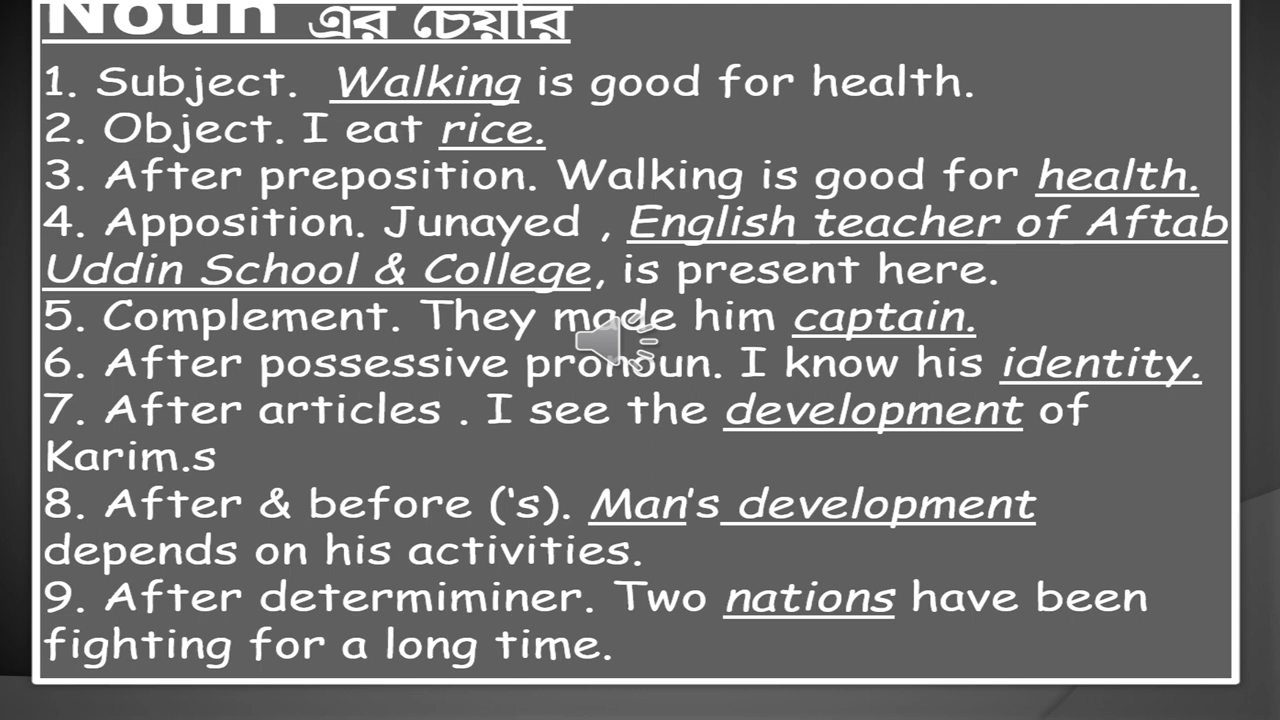 Noun এর চেয়ার
1. Subject. Walking is good for health.
2. Object. I eat rice.
3. After preposition. Walking is good for health.
4. Apposition. Junayed , English teacher of Aftab
Uddin School & College, is present here.
5. Complement. They made him captain.
6. After possessive pronoun. I know his identity.
7. After articles . I see the development of
Karim.s
8. After & before (‘s). Man’s development
depends on his activities.
9. After determiminer. Two nations have been
fighting for a long time.